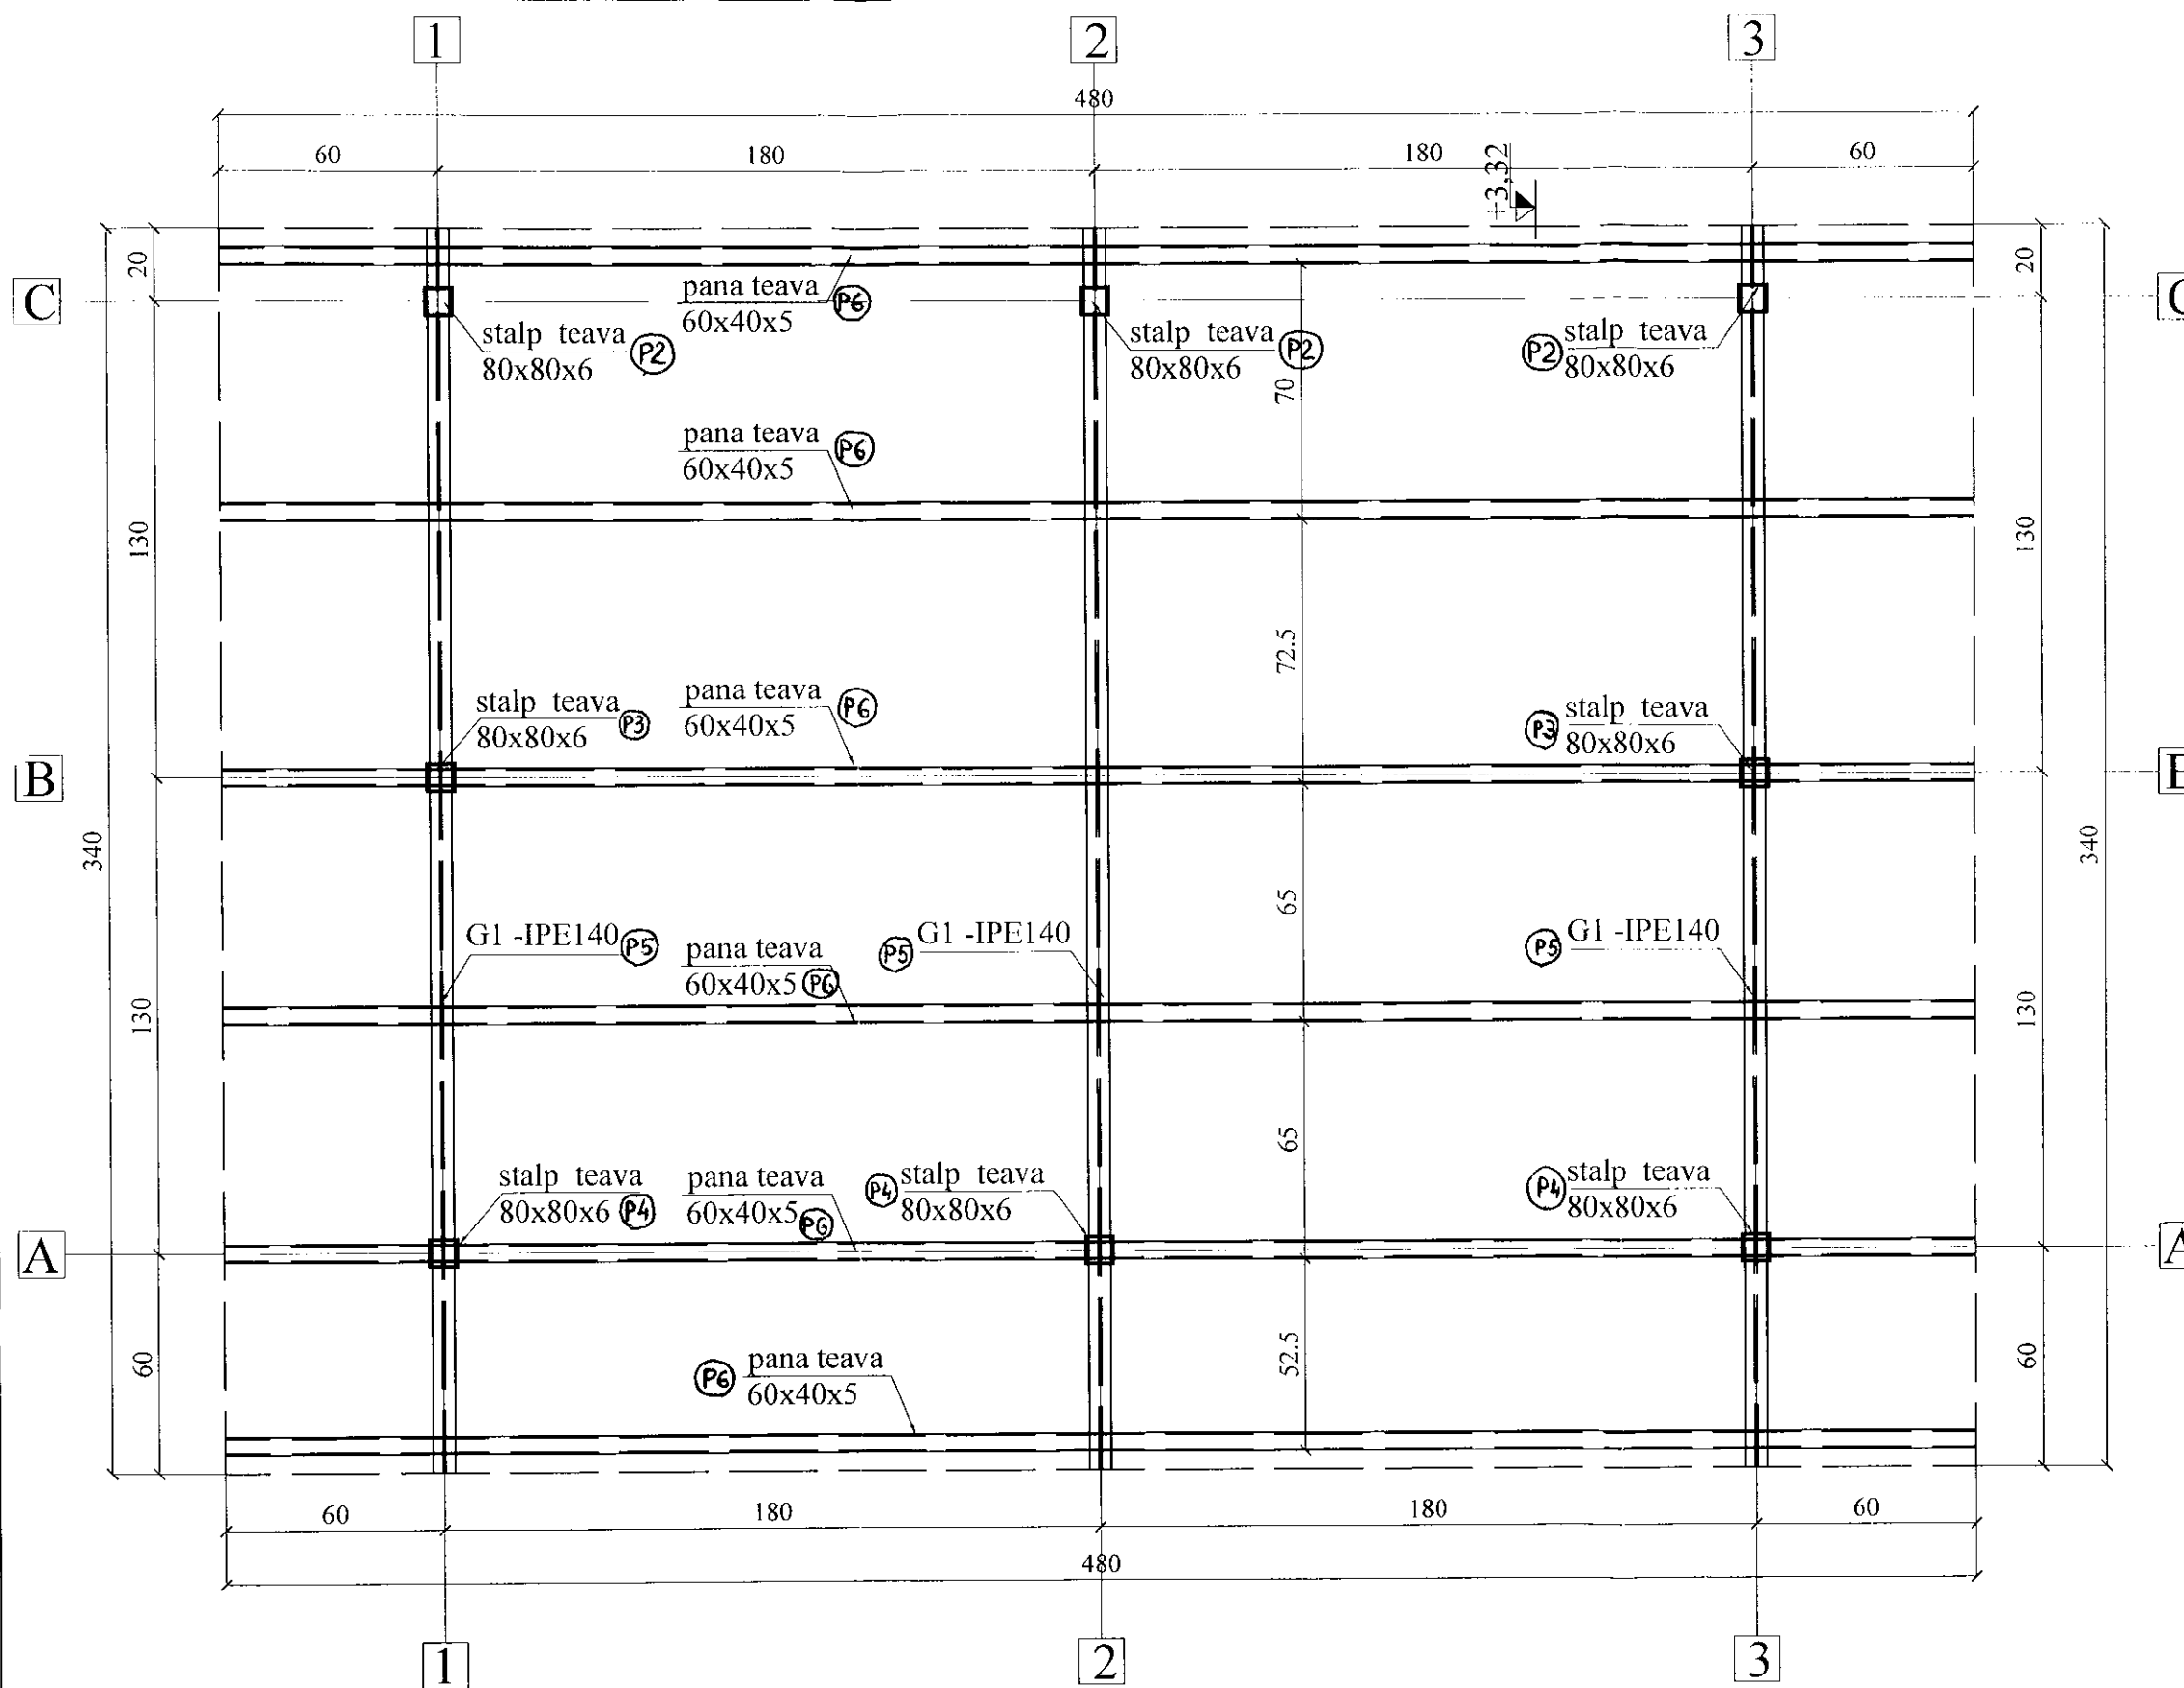 1
2
3
480
60
180
180
60
+3,32
20
20
C
pana teava
60x40x5
P6
stalp teava
80x80x6
P2
stalp teava
80x80x6
P2
P2
stalp teava
80x80x6
70
pana teava
60x40x5
P6
130
130
72.5
stalp teava
80x80x6
P3
pana teava
60x40x5
P6
P3
stalp teava
80x80x6
B
340
340
65
G1 -IPE140
P5
pana teava
60x40x5
P6
P5
G1 -IPE140
P5
G1 -IPE140
130
130
65
stalp teava
80x80x6
P4
pana teava
60x40x5
P6
P4
stalp teava
80x80x6
P4
stalp teava
80x80x6
A
A
60
60
52.5
P6
pana teava
60x40x5
60
180
180
60
480
1
2
3